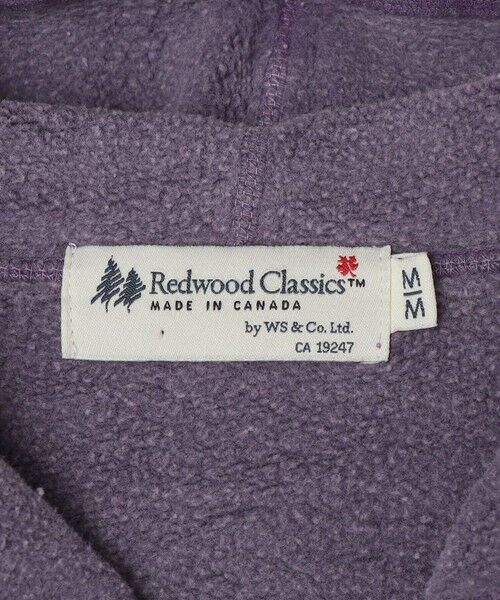 Redwood Classics™
MADE IN CANADA
by WS & Co. Ltd.
CA 19247
M
M